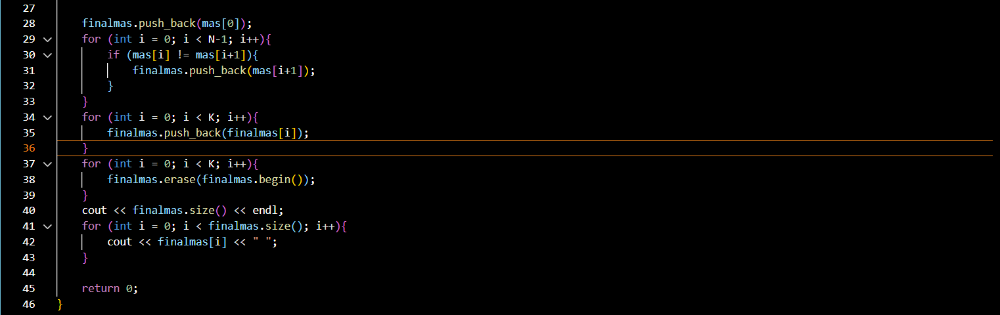 27
28 finalmas.push_back(mas[0]);
29 for (int i = 0; i < N-1; i++){
30 if (mas[i] != mas[i+1]){
31 finalmas.push_back(mas[i+1]);
32 }
33 }
34 for (int i = 0; i < K; i++){
35 finalmas.push_back(finalmas[i]);
36 }
37 for (int i = 0; i < K; i++){
38 finalmas.erase(finalmas.begin());
39 }
40 cout << finalmas.size() << endl;
41 for (int i = 0; i < finalmas.size(); i++){
42 cout << finalmas[i] << " ";
43 }
44
45 return 0;
46 }